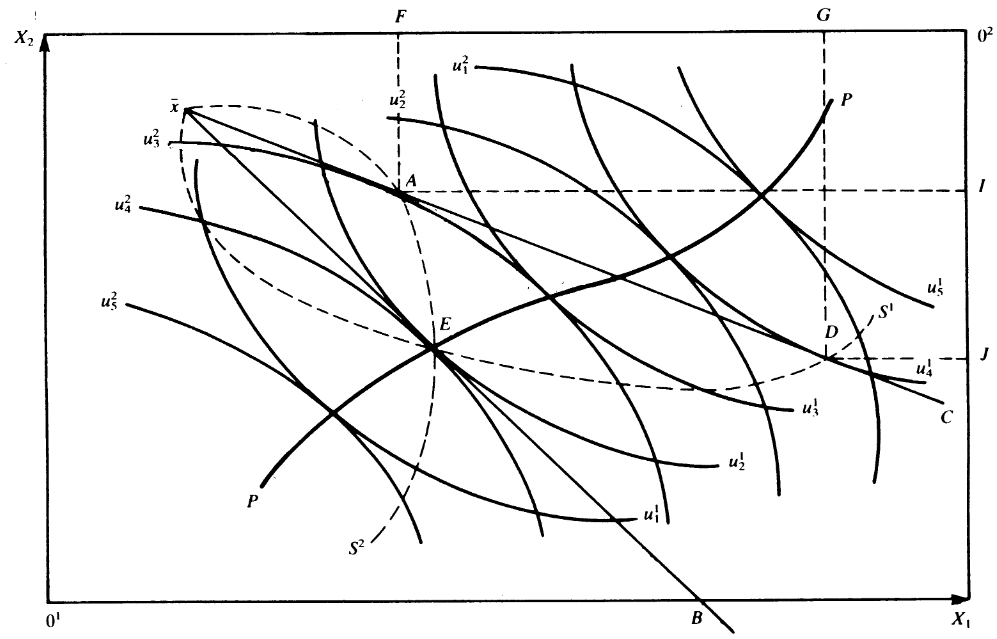 F
G
X₂
0²
u₁²
x̄
u₂²
P
u₃²
A
I
u₄²
u₅¹
u₅²
E
S¹
D
J
u₄¹
u₃¹
C
u₂¹
P
u₁¹
S²
0¹
B
X₁